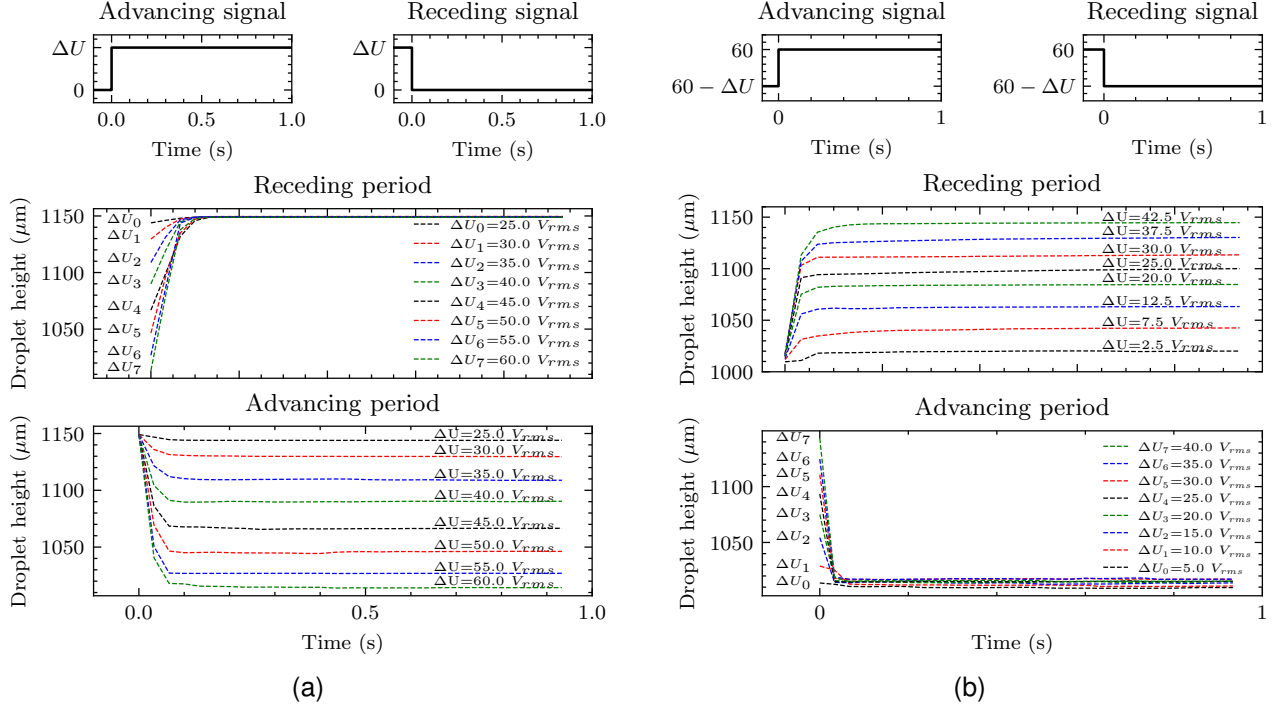 Advancing signal
Receding signal
ΔU
0
0.0 0.5 1.0
Time (s)
ΔU
0
0.0 0.5 1.0
Time (s)
Receding period
Droplet height (μm)
1150
1100
1050
ΔU₀
ΔU₁
ΔU₂
ΔU₃
ΔU₄
ΔU₅
ΔU₆
ΔU₇
ΔU₀=25.0 Vrms
ΔU₁=30.0 Vrms
ΔU₂=35.0 Vrms
ΔU₃=40.0 Vrms
ΔU₄=45.0 Vrms
ΔU₅=50.0 Vrms
ΔU₆=55.0 Vrms
ΔU₇=60.0 Vrms
Advancing period
Droplet height (μm)
1150
1100
1050
ΔU=25.0 Vrms
ΔU=30.0 Vrms
ΔU=35.0 Vrms
ΔU=40.0 Vrms
ΔU=45.0 Vrms
ΔU=50.0 Vrms
ΔU=55.0 Vrms
ΔU=60.0 Vrms
0.0 0.5 1.0
Time (s)
(a)
Advancing signal
Receding signal
60
60 − ΔU
0 1
Time (s)
60
60 − ΔU
0 1
Time (s)
Receding period
Droplet height (μm)
1150
1100
1050
1000
ΔU=42.5 Vrms
ΔU=37.5 Vrms
ΔU=30.0 Vrms
ΔU=25.0 Vrms
ΔU=20.0 Vrms
ΔU=12.5 Vrms
ΔU=7.5 Vrms
ΔU=2.5 Vrms
Advancing period
Droplet height (μm)
1100
1050
ΔU₇
ΔU₆
ΔU₅
ΔU₄
ΔU₃
ΔU₂
ΔU₁
ΔU₀
ΔU₇=40.0 Vrms
ΔU₆=35.0 Vrms
ΔU₅=30.0 Vrms
ΔU₄=25.0 Vrms
ΔU₃=20.0 Vrms
ΔU₂=15.0 Vrms
ΔU₁=10.0 Vrms
ΔU₀=5.0 Vrms
0 1
Time (s)
(b)